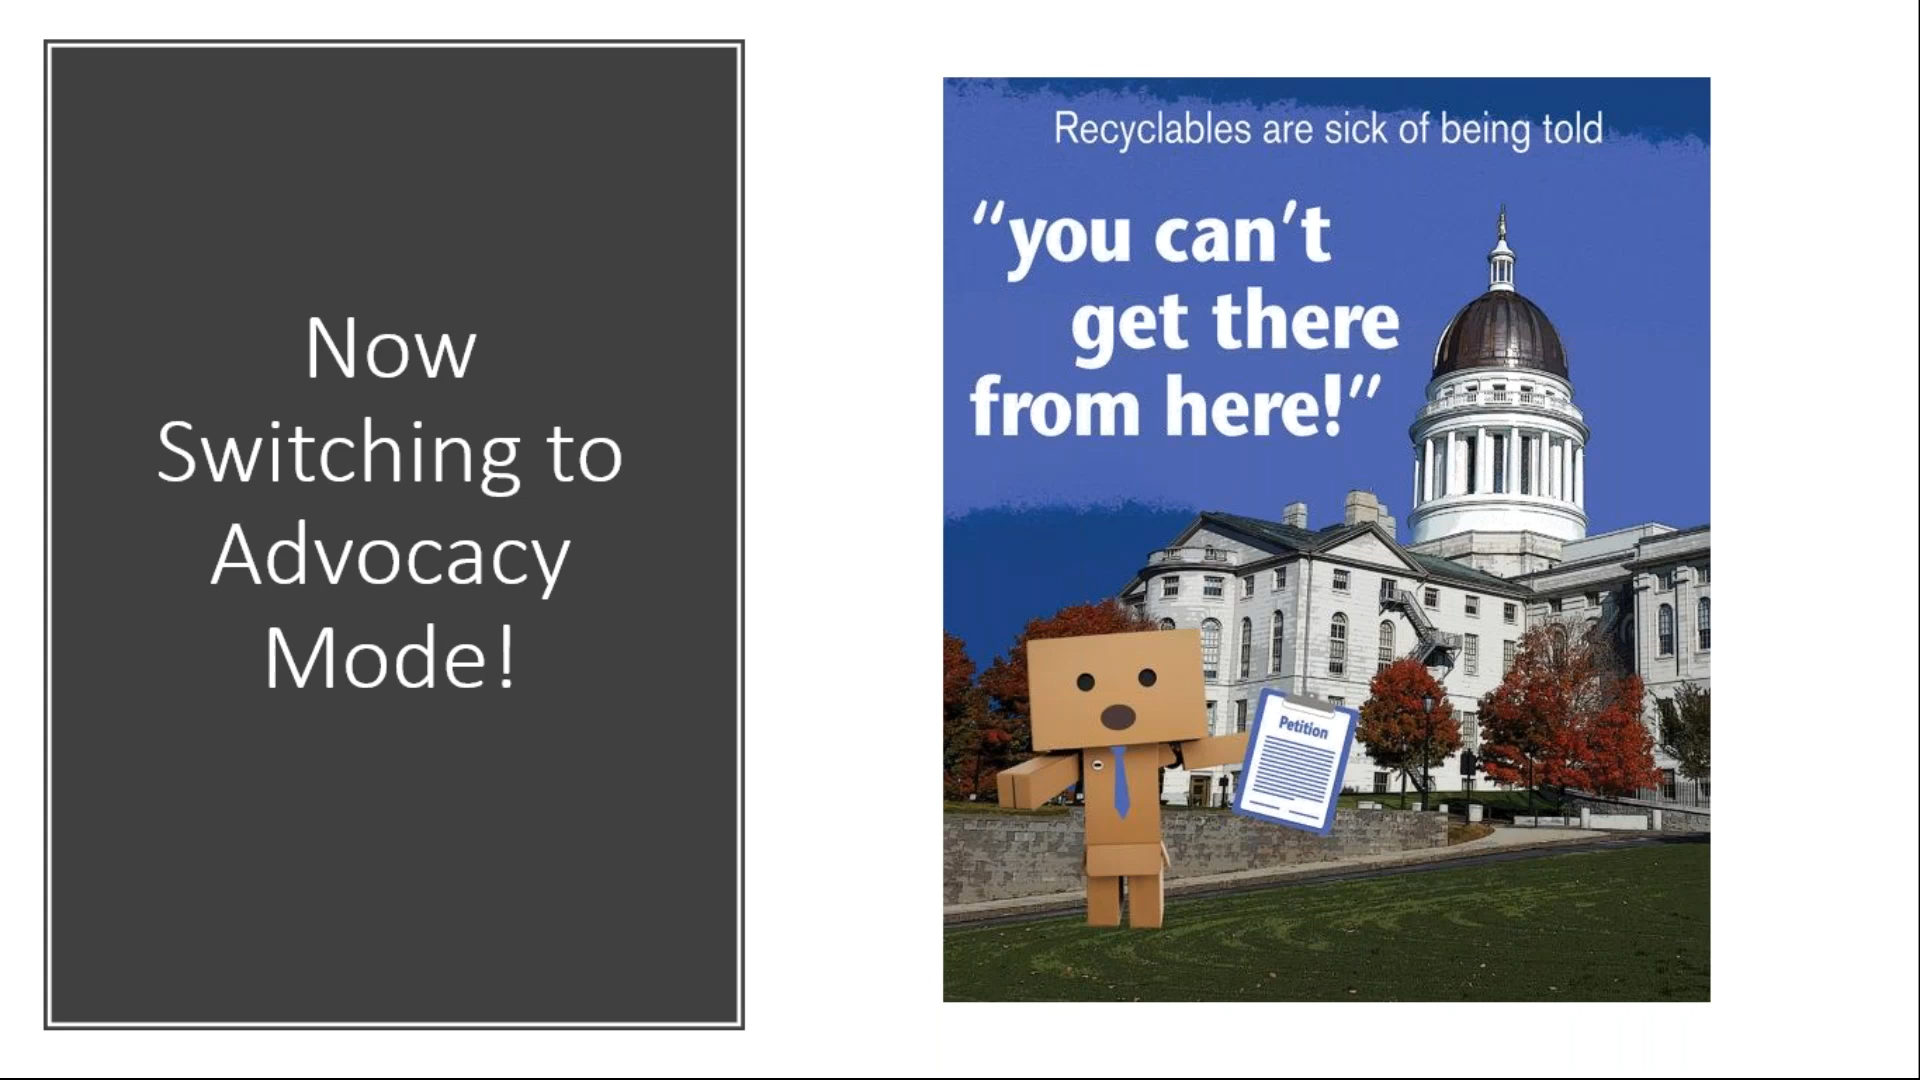 Now
Switching to
Advocacy
Mode!
Recyclables are sick of being told
“you can’t
get there
from here!”
Petition